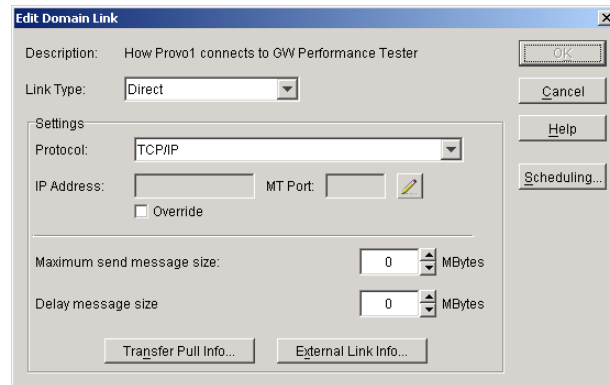 Edit Domain Link
Description: How Provo1 connects to GW Performance Tester
OK
Link Type: Direct
Cancel
Settings
Help
Protocol: TCP/IP
IP Address: MT Port:
Scheduling...
Override
Maximum send message size: 0 MBytes
Delay message size 0 MBytes
Transfer Pull Info... External Link Info...